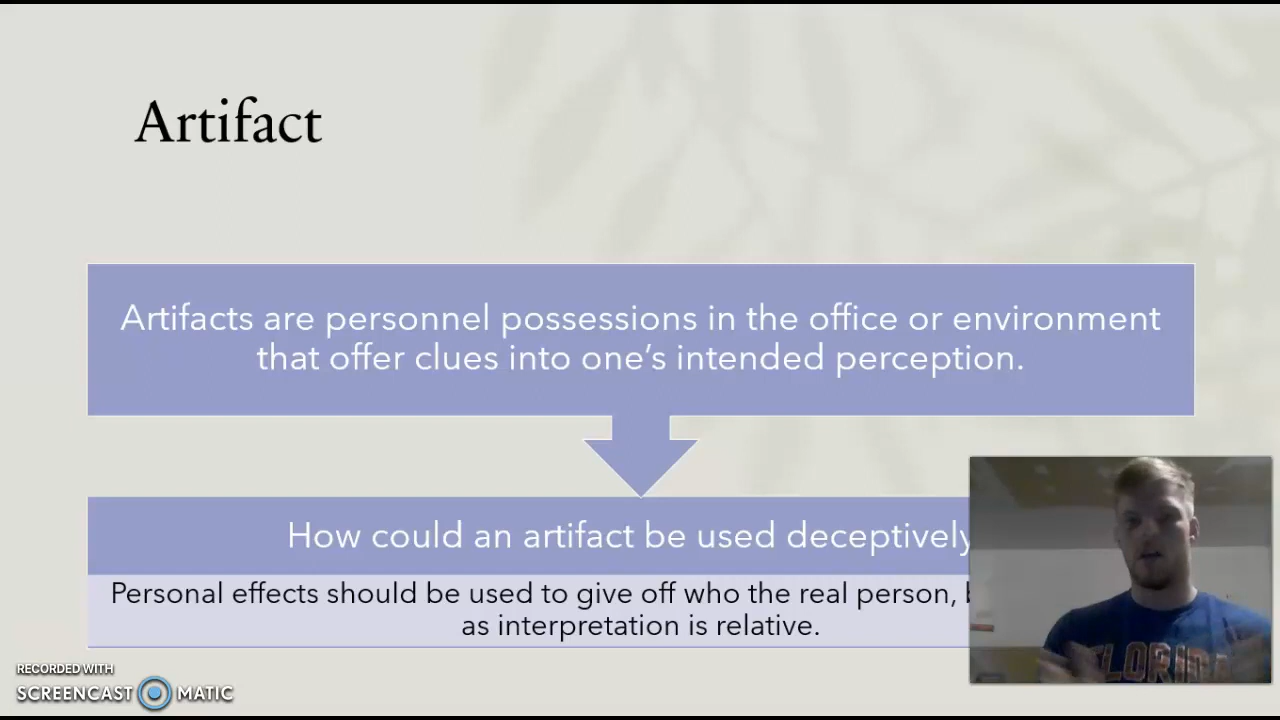 Artifact
Artifacts are personnel possessions in the office or environment
that offer clues into one's intended perception.
How could an artifact be used deceptively
Personal effects should be used to give off who the real person,
as interpretation is relative.
RECORDED WITH
SCREENCAST MATIC
FLORIDA